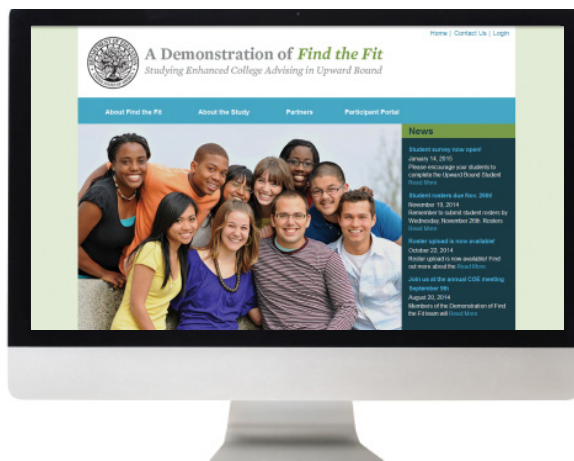 Home | Contact Us | Login
A Demonstration of Find the Fit
Studying Enhanced College Advising in Upward Bound
About Find the Fit
About the Study
Partners
Participant Portal
News
Student survey now open!
January 14, 2015
Please encourage your students to
complete the Upward Bound Student
Read More
Student rosters due Nov. 26th!
November 19, 2014
Remember to submit student rosters by
Wednesday, November 26th. Rosters
Read More
Roster upload is now available!
October 22, 2014
Roster upload is now available! Find
out more about the Read More
Join us at the annual COE meeting
September 9th
August 20, 2014
Members of the Demonstration of Find
the Fit team will Read More